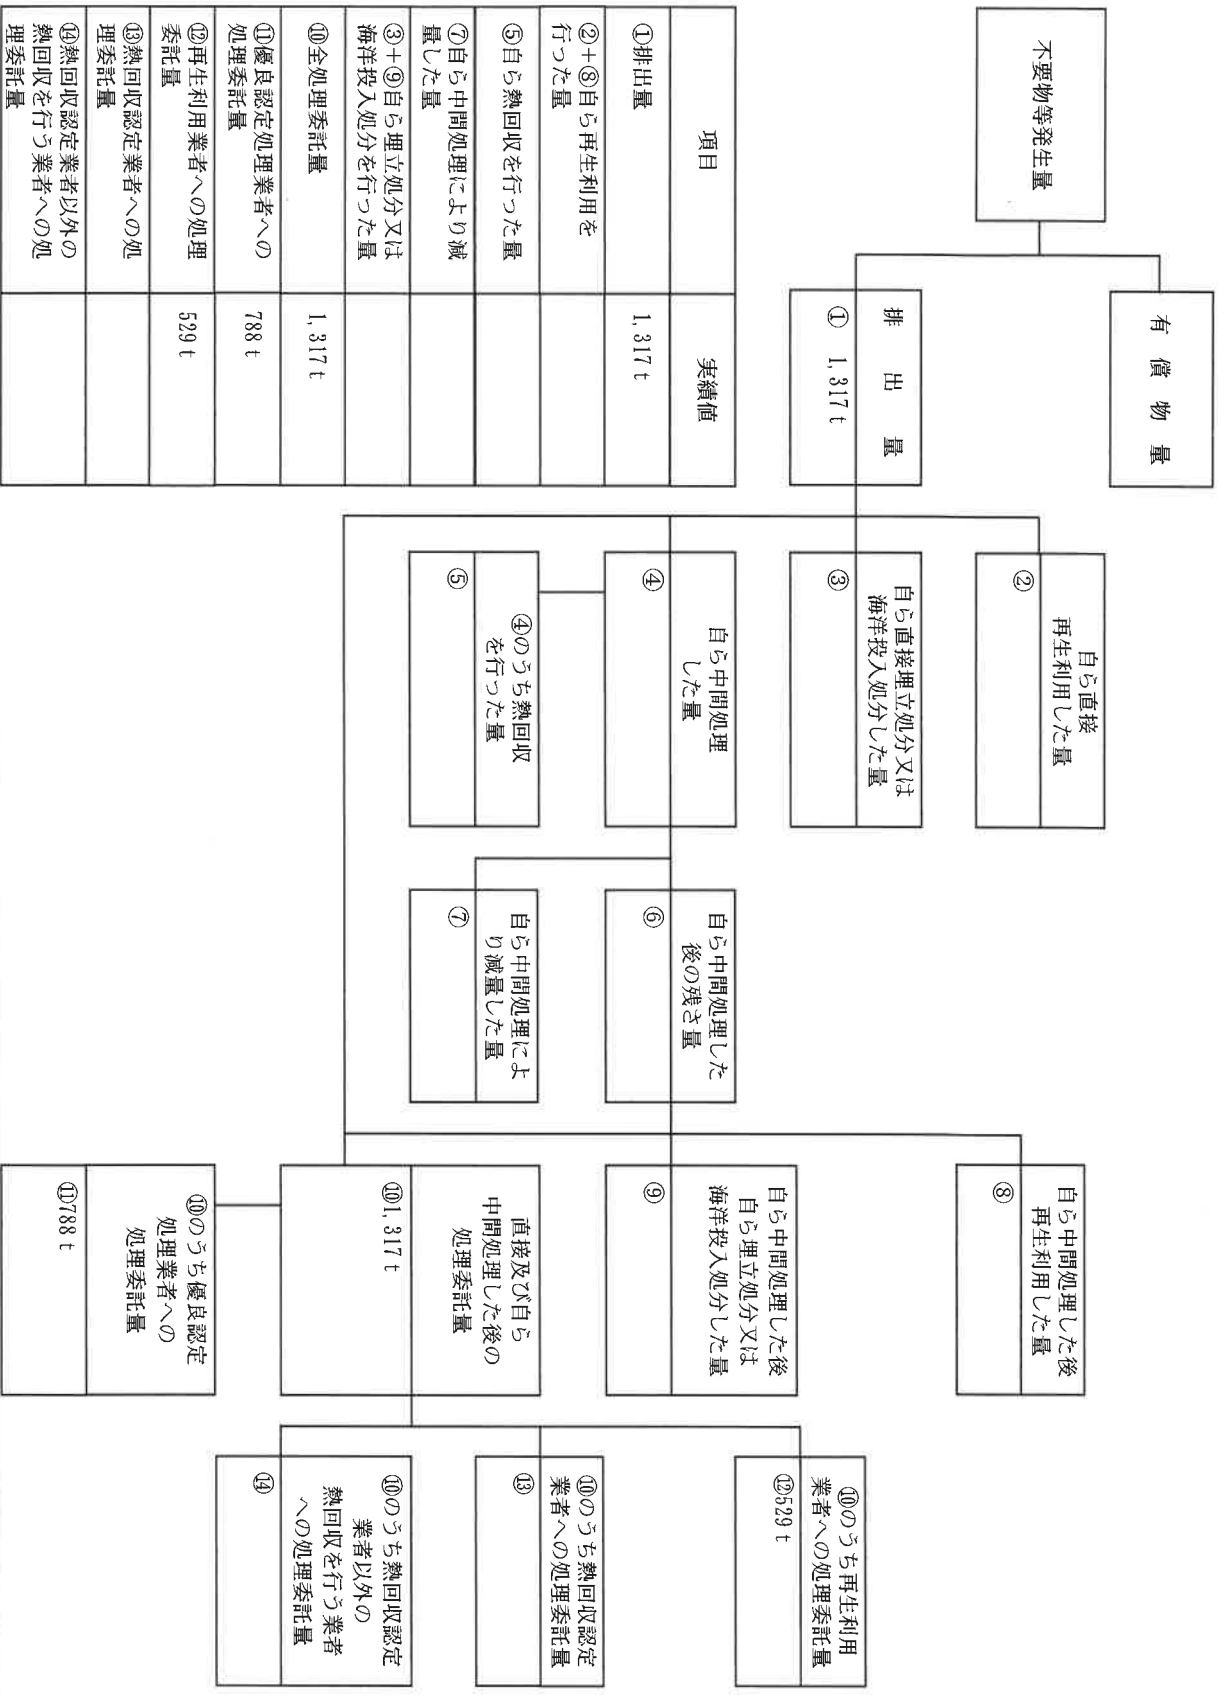 不要物等発生量
有償物量
排出量
① 1,317t
自ら直接
再生利用した量
②
自ら直接埋立処分又は
海洋投入処分した量
③
自ら中間処理
した量
④
④のうち熱回収
を行った量
⑤
自ら中間処理した
後の残さ量
⑥
自ら中間処理によ
り減量した量
⑦
自ら中間処理した後
再生利用した量
⑧
自ら中間処理した後
自ら埋立処分又は
海洋投入処分した量
⑨
直接及び自ら
中間処理した後の
処理委託量
⑩1,317t
⑩のうち優良認定
処理業者への
処理委託量
⑪788t
⑩のうち再生利用
業者への処理委託量
⑫529t
⑩のうち熱回収認定
業者への処理委託量
⑬
⑩のうち熱回収認定
業者以外の
熱回収を行う業者
への処理委託量
⑭
項目 実績値
①排出量 1,317t
②+⑧自ら再生利用を
行った量
⑤自ら熱回収を行った量
⑦自ら中間処理により減
量した量
③+⑨自ら埋立処分又は
海洋投入処分を行った量
⑩全処理委託量 1,317t
⑪優良認定処理業者への
処理委託量 788t
⑫再生利用業者への処理
委託量 529t
⑬熱回収認定業者への処
理委託量
⑭熱回収認定業者以外の
熱回収を行う業者への処
理委託量